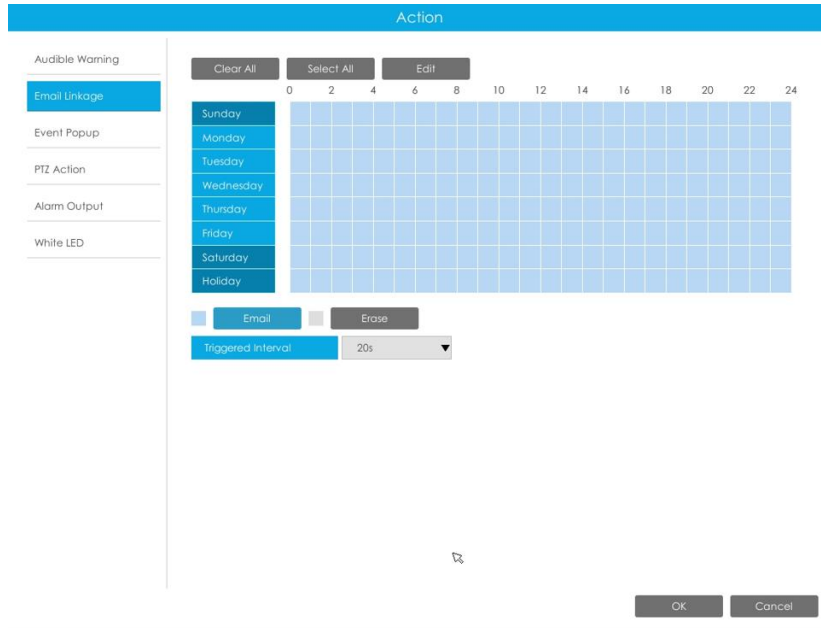 Action
Audible Warning
Email Linkage
Event Popup
PTZ Action
Alarm Output
White LED
Clear All Select All Edit
0 2 4 6 8 10 12 14 16 18 20 22 24
Sunday
Monday
Tuesday
Wednesday
Thursday
Friday
Saturday
Holiday
Email Erase
Triggered Interval 20s
OK Cancel